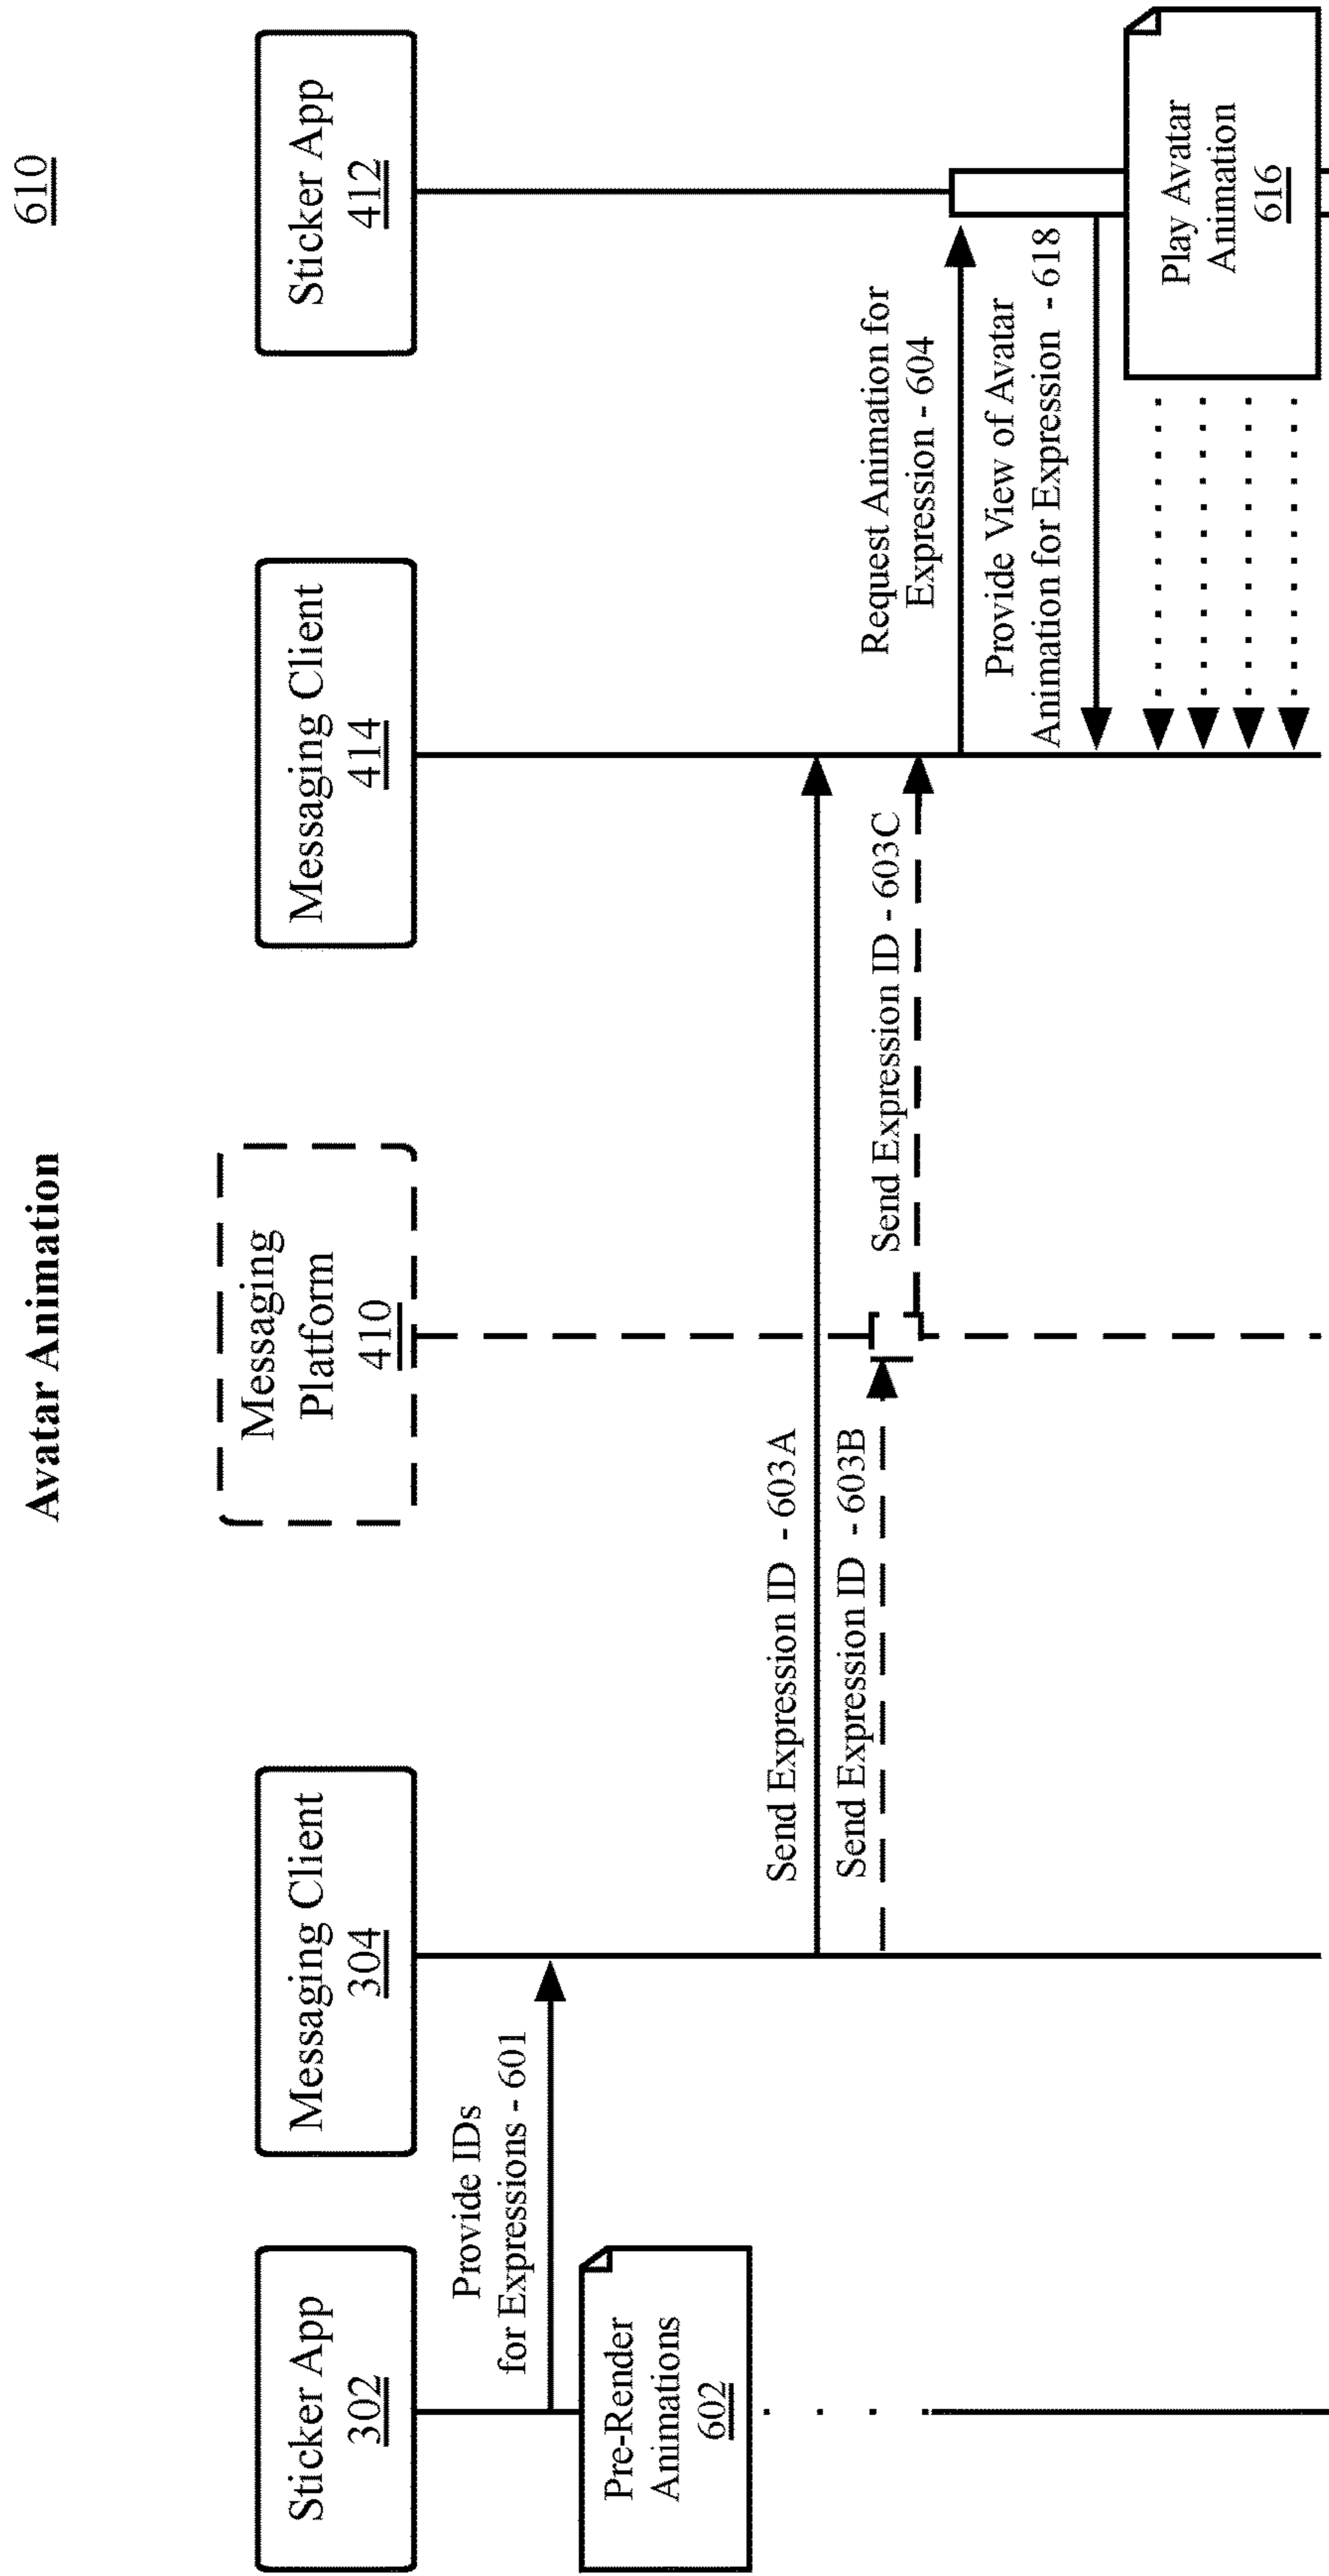 610
Avatar Animation
Sticker App
302
Messaging Client
304
Messaging
Platform
410
Messaging Client
414
Sticker App
412
Provide IDs
for Expressions - 601
Pre-Render
Animations
602
Send Expression ID - 603A
Send Expression ID - 603B
Send Expression ID - 603C
Request Animation for
Expression - 604
Provide View of Avatar
Animation for Expression - 618
Play Avatar
Animation
616